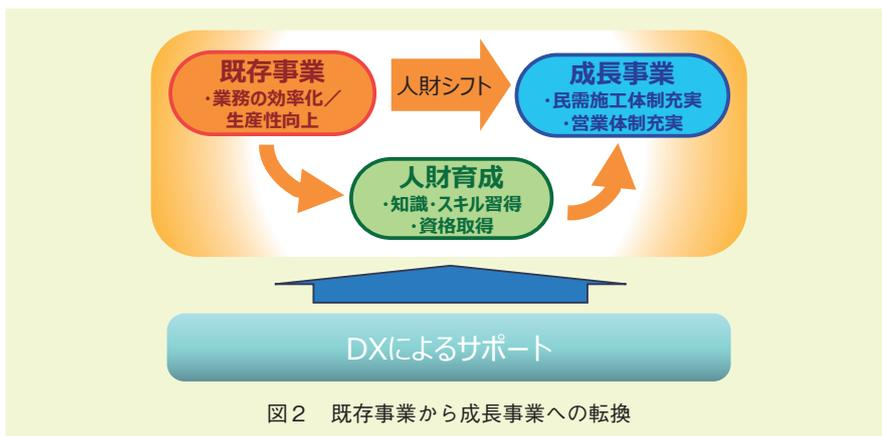 既存事業
・業務の効率化／
生産性向上
人財シフト
成長事業
・民需施工体制充実
・営業体制充実
人財育成
・知識・スキル習得
・資格取得
DXによるサポート
図２　既存事業から成長事業への転換